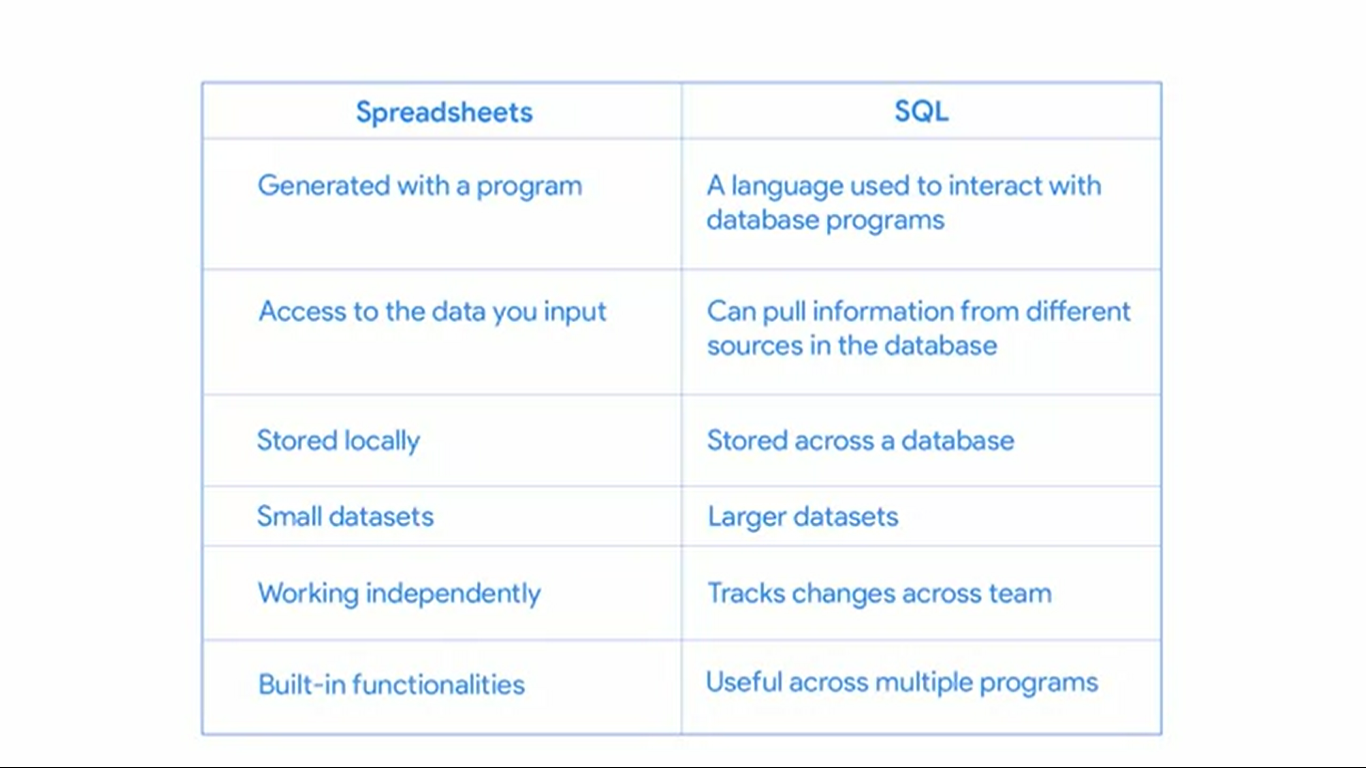 Spreadsheets
SQL
Generated with a program
A language used to interact with
database programs
Access to the data you input
Can pull information from different
sources in the database
Stored locally
Stored across a database
Small datasets
Larger datasets
Working independently
Tracks changes across team
Built-in functionalities
Useful across multiple programs